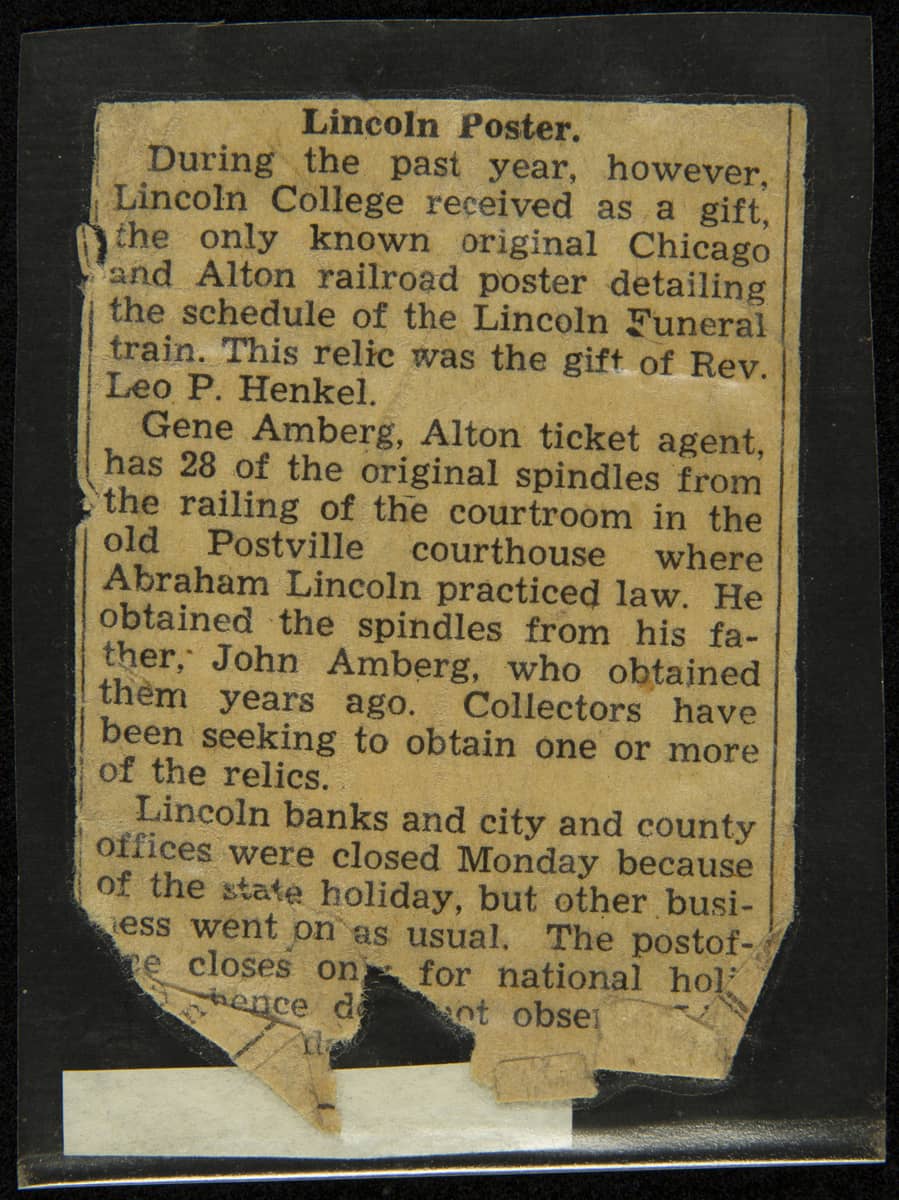 Lincoln Poster.
During the past year, however,
Lincoln College received as a gift,
the only known original Chicago
and Alton railroad poster detailing
the schedule of the Lincoln Funeral
train. This relic was the gift of Rev.
Leo P. Henkel.
Gene Amberg, Alton ticket agent,
has 28 of the original spindles from
the railing of the courtroom in the
old Postville courthouse where
Abraham Lincoln practiced law. He
obtained the spindles from his fa-
ther, John Amberg, who obtained
them years ago. Collectors have
been seeking to obtain one or more
of the relics.
Lincoln banks and city and county
offices were closed Monday because
of the state holiday, but other busi-
ness went on as usual. The postof-
closes for national
hence